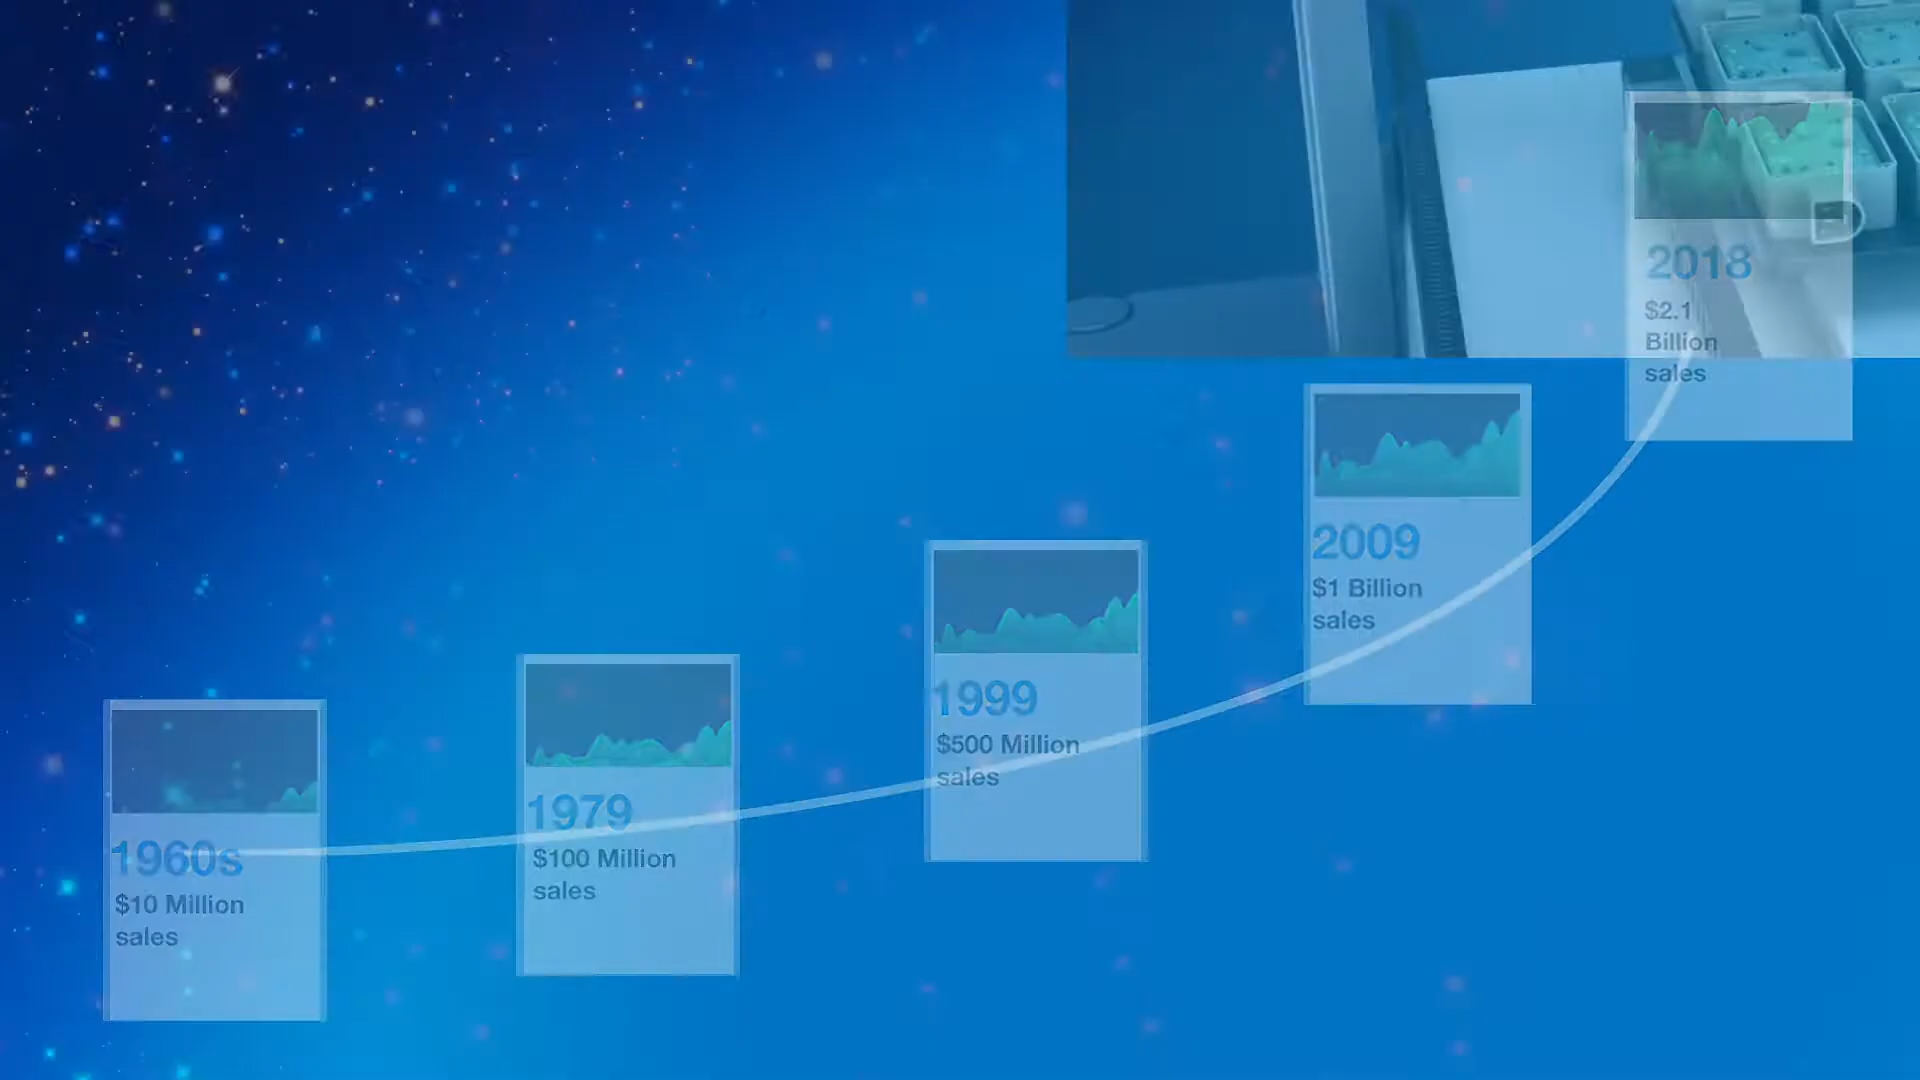 1960s
$10 Million
sales
1979
$100 Million
sales
1999
$500 Million
sales
2009
$1 Billion
sales
2018
$2.1
Billion
sales